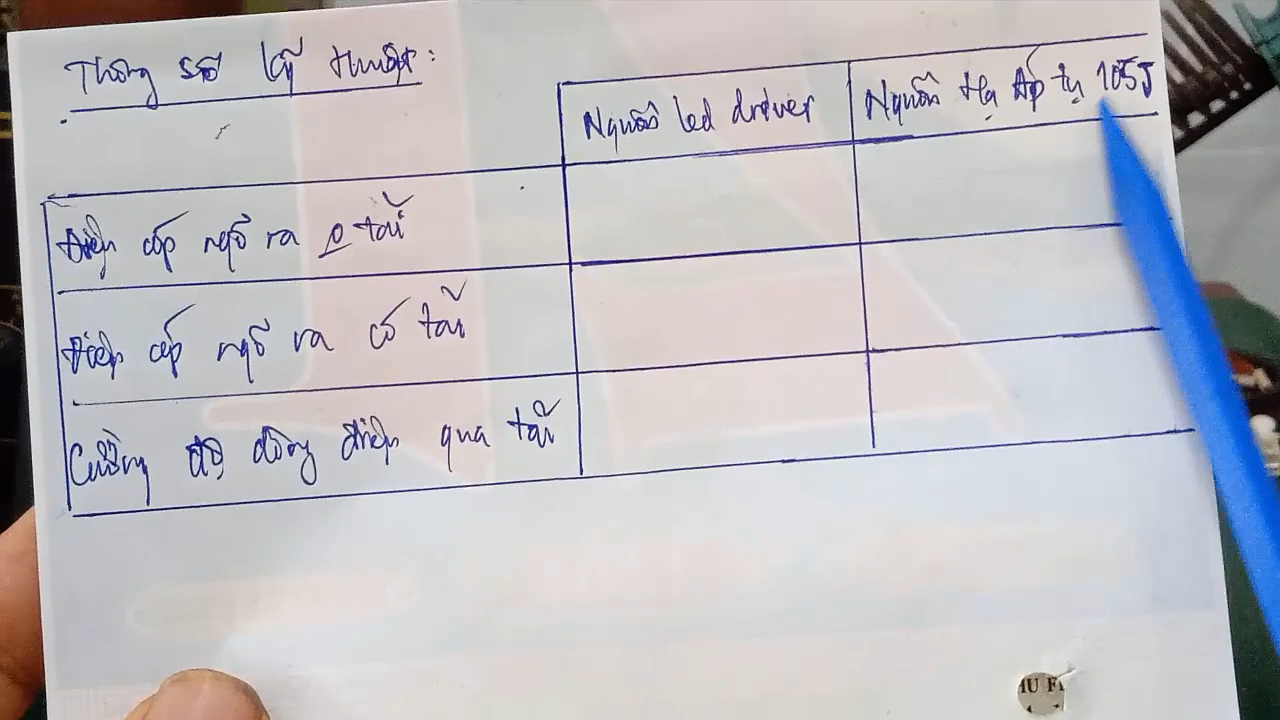 Thông số kỹ thuật:
Nguồn led driver
Nguồn Hạ Áp tụ 105J
Điện áp ngõ ra 0 tải
Điện áp ngõ ra có tải
Cường độ dòng điện qua tải
IU F